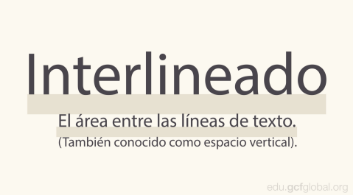 Interlineado
El área entre las líneas de texto.
(También conocido como espacio vertical).
edu.gcfglobal.org